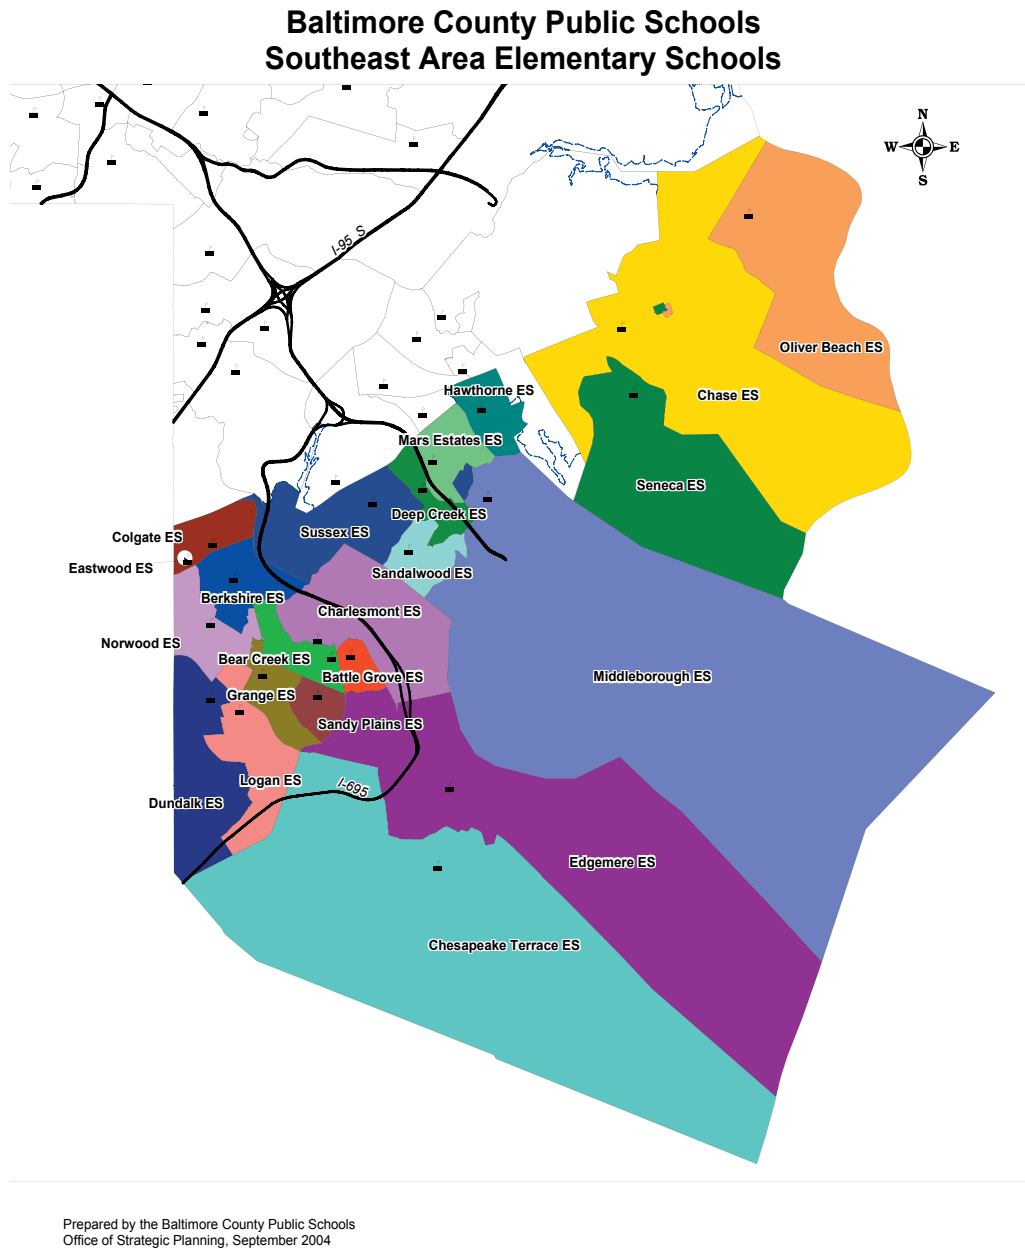 Baltimore County Public Schools
Southeast Area Elementary Schools
N
W
E
S
I-95 S
Oliver Beach ES
Hawthorne ES
Chase ES
Mars Estates ES
Seneca ES
Deep Creek ES
Sussex ES
Colgate ES
Eastwood ES
Sandalwood ES
Berkshire ES
Charlesmont ES
Norwood ES
Bear Creek ES
Battle Grove ES
Middleborough ES
Grange ES
Sandy Plains ES
Logan ES
I-695
Dundalk ES
Edgemere ES
Chesapeake Terrace ES
Prepared by the Baltimore County Public Schools
Office of Strategic Planning, September 2004